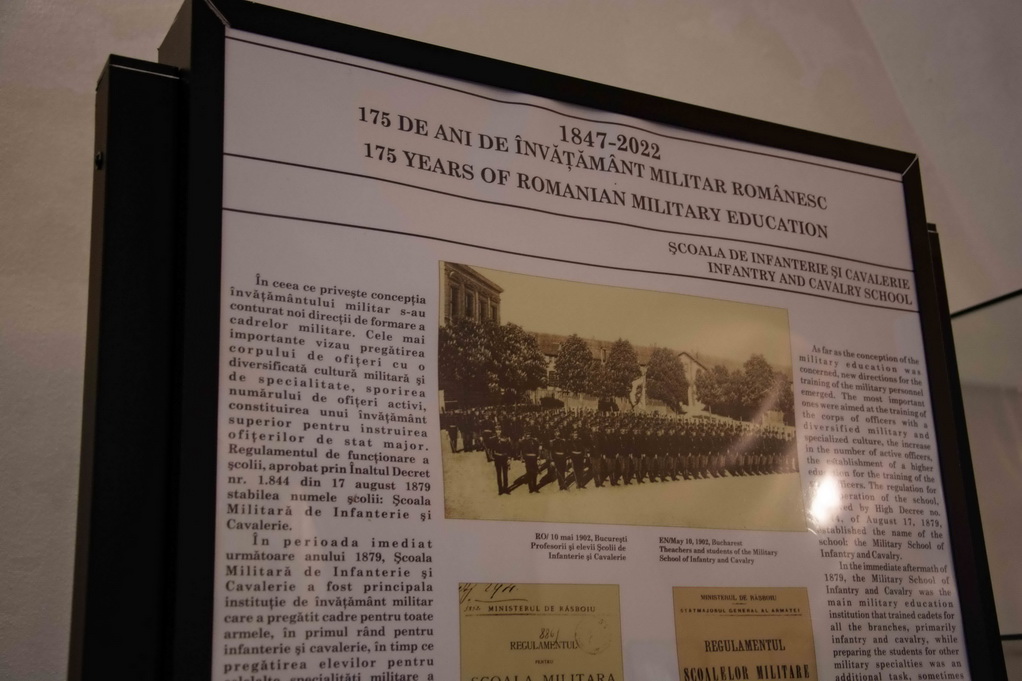 1847-2022
175 DE ANI DE ÎNVĂȚĂMÂNT MILITAR ROMÂNESC
175 YEARS OF ROMANIAN MILITARY EDUCATION
ȘCOALA DE INFANTERIE ȘI CAVALERIE
INFANTRY AND CAVALRY SCHOOL
În ceea ce privește concepția
învățământului militar s-au
conturat noi direcții de formare a
cadrelor militare. Cele mai
importante vizau pregătirea
corpului de ofițeri cu o
diversificată cultură militară și
de specialitate, sporirea
numărului de ofițeri activi,
constituirea unui învățământ
superior pentru instruirea
ofițerilor de stat major.
Regulamentul de funcționare a
școlii, aprobat prin Înaltul Decret
nr. 1.844 din 17 august 1879
stabilea numele școlii: Școala
Militară de Infanterie și
Cavalerie.
În perioada imediat
următoare anului 1879, Școala
Militară de Infanterie și
Cavalerie a fost principala
instituție de învățământ militar
care a pregătit cadre pentru toate
armele, în primul rând pentru
infanterie și cavalerie, în timp ce
pregătirea elevilor pentru
celelalte specialități militare a
RO/ 10 mai 1902, București
Profesorii și elevii Școlii de
Infanterie și Cavalerie
EN/May 10, 1902, Bucharest
Theachers and students of the Military
School of Infantry and Cavalry
MINISTERUL DE RĂSBOIU
REGULAMENTUL
PENTRU
SCOALA MILITARA
MINISTERUL DE RĂSBOIU
STATMAJORUL GENERAL AL ARMATEI
REGULAMENTUL
SCOALELOR MILITARE
As far as the conception of the
military education was
concerned, new directions for the
training of the military personnel
emerged. The most important
ones were aimed at the training of
the corps of officers with a
diversified military and
specialized culture, the increase
in the number of active officers,
the establishment of a higher
for the training of the
officers. The regulation for
of the school,
by High Decree no.
of August 17, 1879,
established the name of the
school: the Military School of
Infantry and Cavalry.
In the immediate aftermath of
1879, the Military School of
Infantry and Cavalry was the
main military education
institution that trained cadets for
all the branches, primarily
infantry and cavalry, while
preparing the students for other
military specialties was an
additional task, sometimes